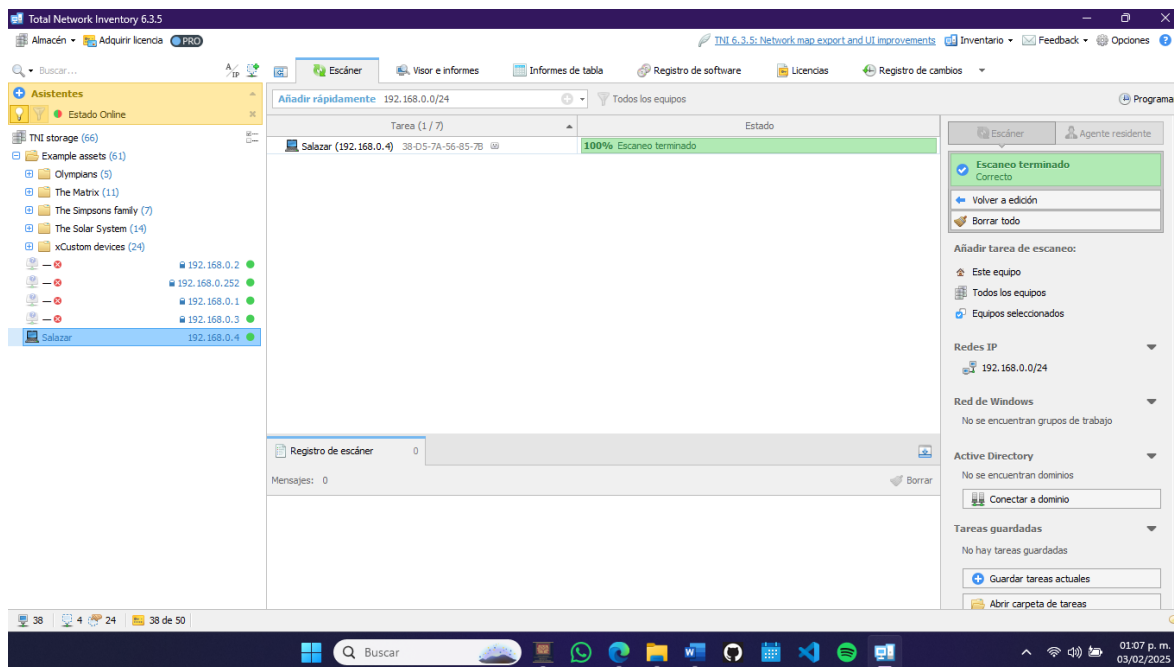 Total Network Inventory 6.3.5
Almacén
Adquirir licencia
PRO
TNI 6.3.5: Network map export and UI improvements
Inventario
Feedback
Opciones
Buscar...
A/IP
Escáner
Visor e informes
Informes de tabla
Registro de software
Licencias
Registro de cambios
Asistentes
Estado Online
TNI storage (66)
Example assets (61)
Olympians (5)
The Matrix (11)
The Simpsons family (7)
The Solar System (14)
xCustom devices (24)
— 192.168.0.2
— 192.168.0.252
— 192.168.0.1
— 192.168.0.3
Salazar 192.168.0.4
Añadir rápidamente 192.168.0.0/24
Todos los equipos
Programa
Tarea (1 / 7)
Estado
Salazar (192.168.0.4) 38-D5-7A-56-85-7B
100% Escaneo terminado
Registro de escáner 0
Mensajes: 0
Borrar
Escáner
Agente residente
Escaneo terminado
Correcto
Volver a edición
Borrar todo
Añadir tarea de escaneo:
Este equipo
Todos los equipos
Equipos seleccionados
Redes IP
192.168.0.0/24
Red de Windows
No se encuentran grupos de trabajo
Active Directory
No se encuentran dominios
Conectar a dominio
Tareas guardadas
No hay tareas guardadas
Guardar tareas actuales
Abrir carpeta de tareas
38
4
24
38 de 50
Buscar
01:07 p. m.
03/02/2025